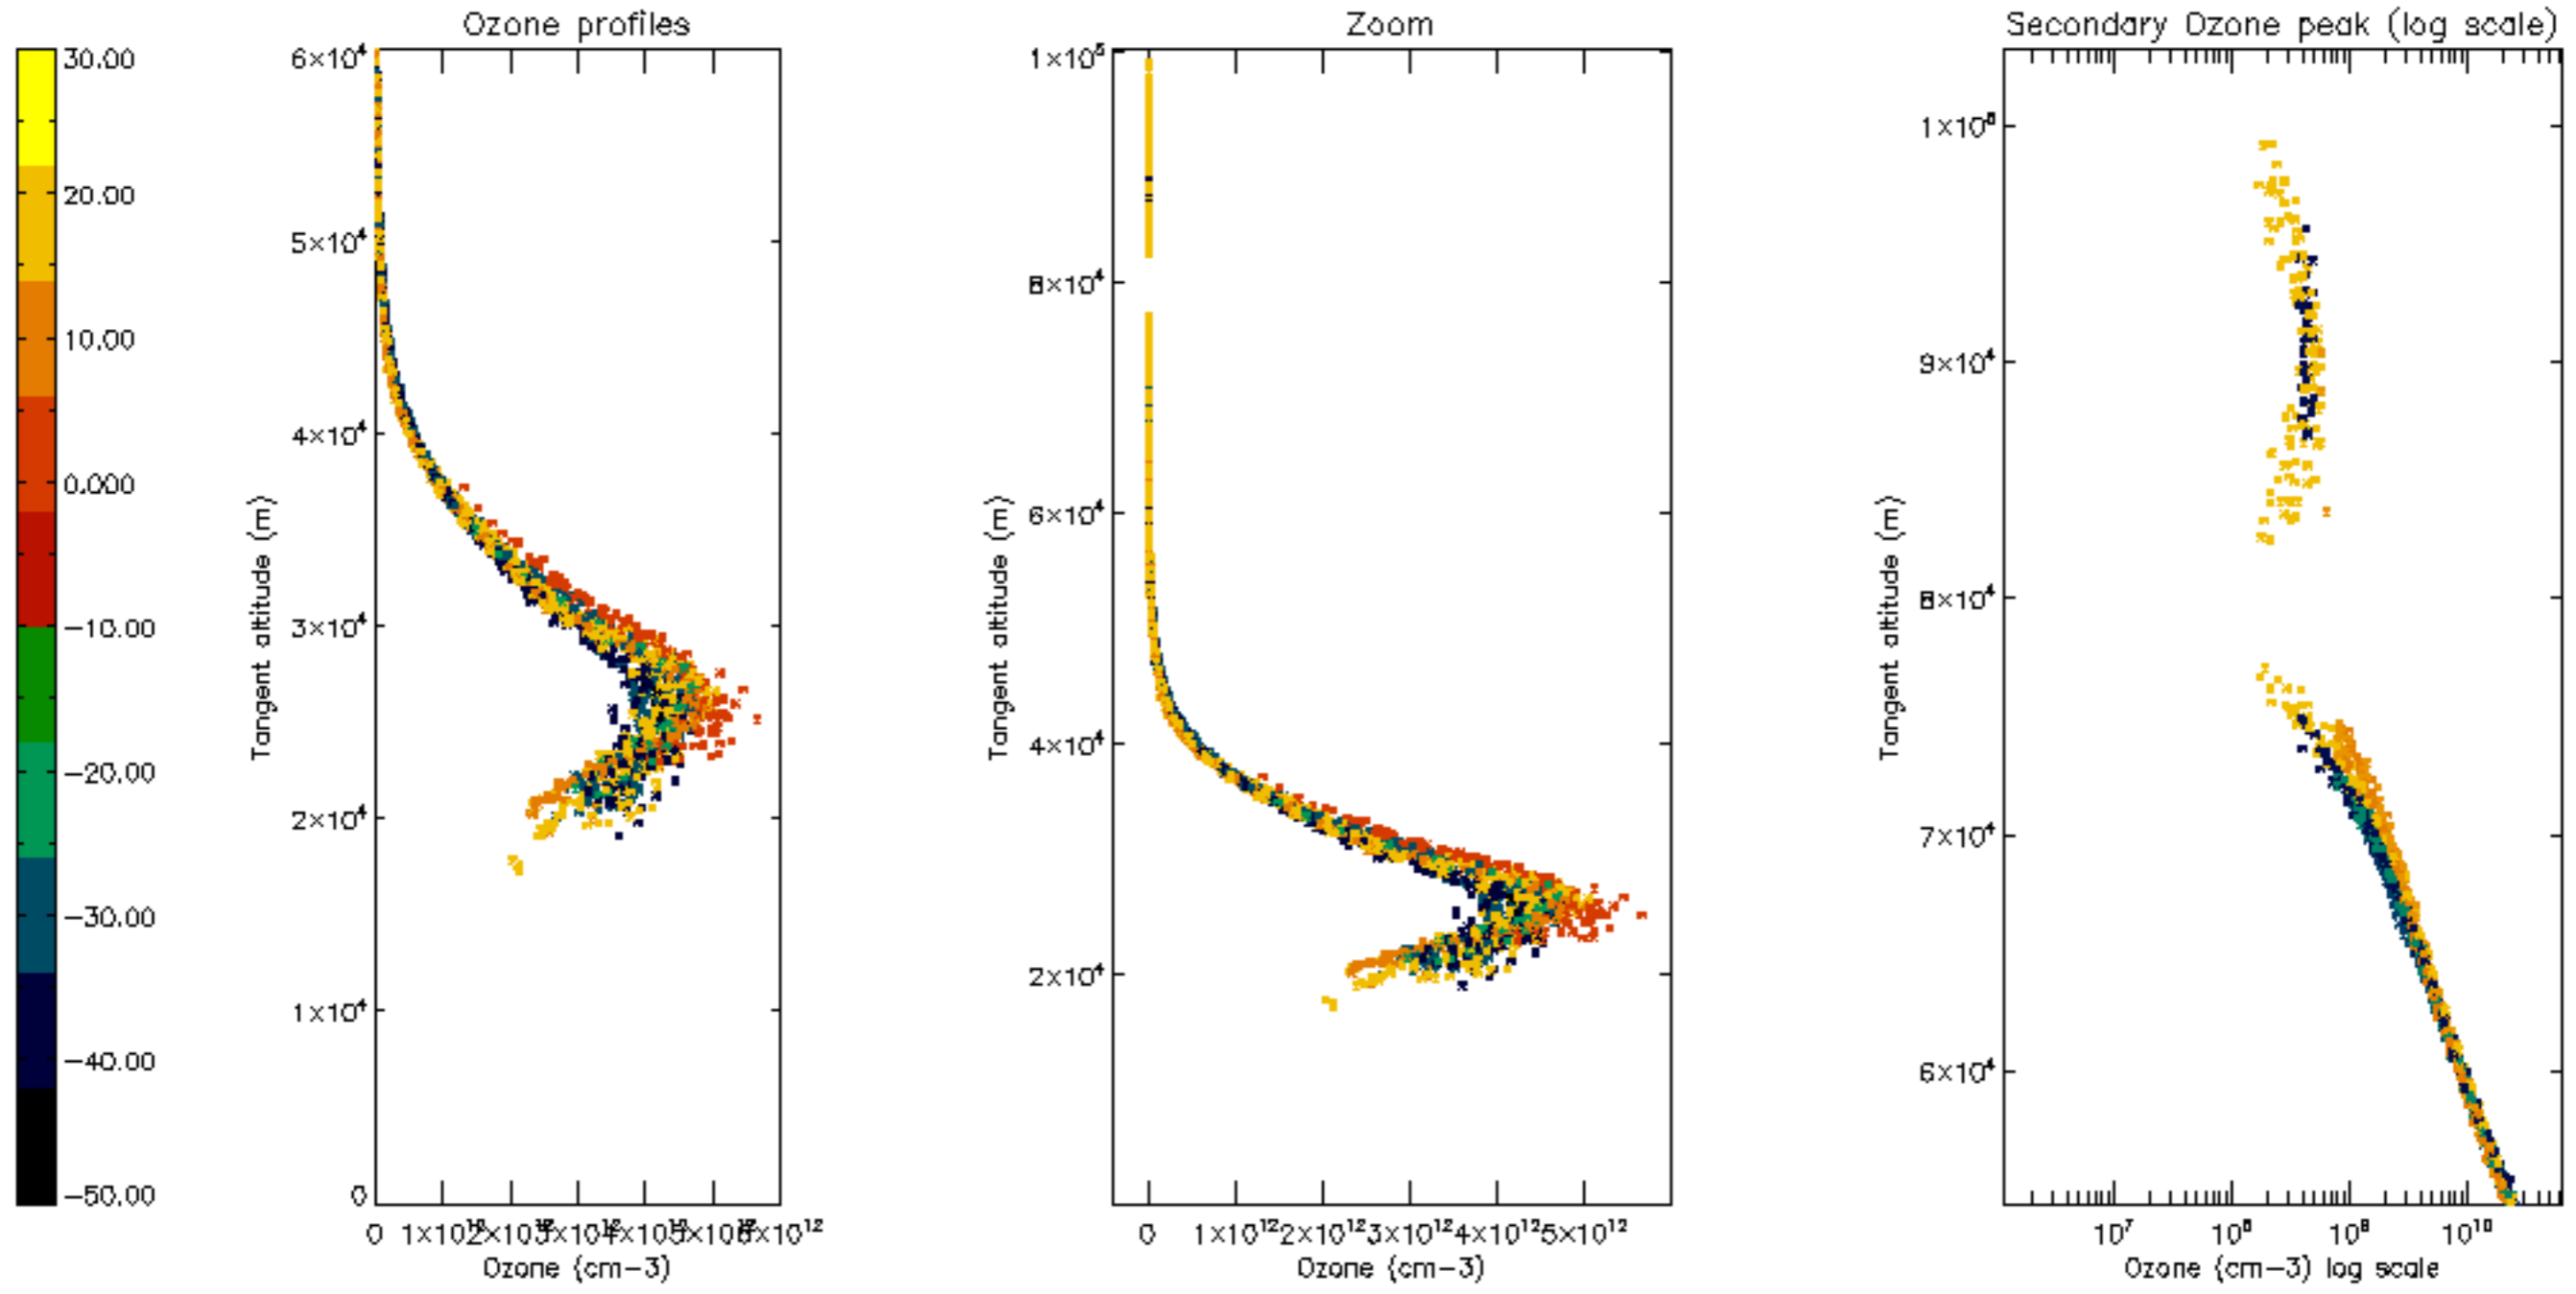 Ozone profiles
Zoom
Secondary Ozone peak (log scale)
30.00
20.00
10.00
0.000
−10.00
−20.00
−30.00
−40.00
−50.00
6×10⁴
5×10⁴
4×10⁴
3×10⁴
2×10⁴
1×10⁴
0
Tangent altitude (m)
0
6×10¹²
Ozone (cm−3)
1×10⁵
8×10⁴
6×10⁴
4×10⁴
2×10⁴
Tangent altitude (m)
0 1×10¹² 2×10¹² 3×10¹² 4×10¹² 5×10¹²
Ozone (cm−3)
1×10⁵
9×10⁴
8×10⁴
7×10⁴
6×10⁴
Tangent altitude (m)
10⁷ 10⁸ 10⁹ 10¹⁰
Ozone (cm−3) log scale